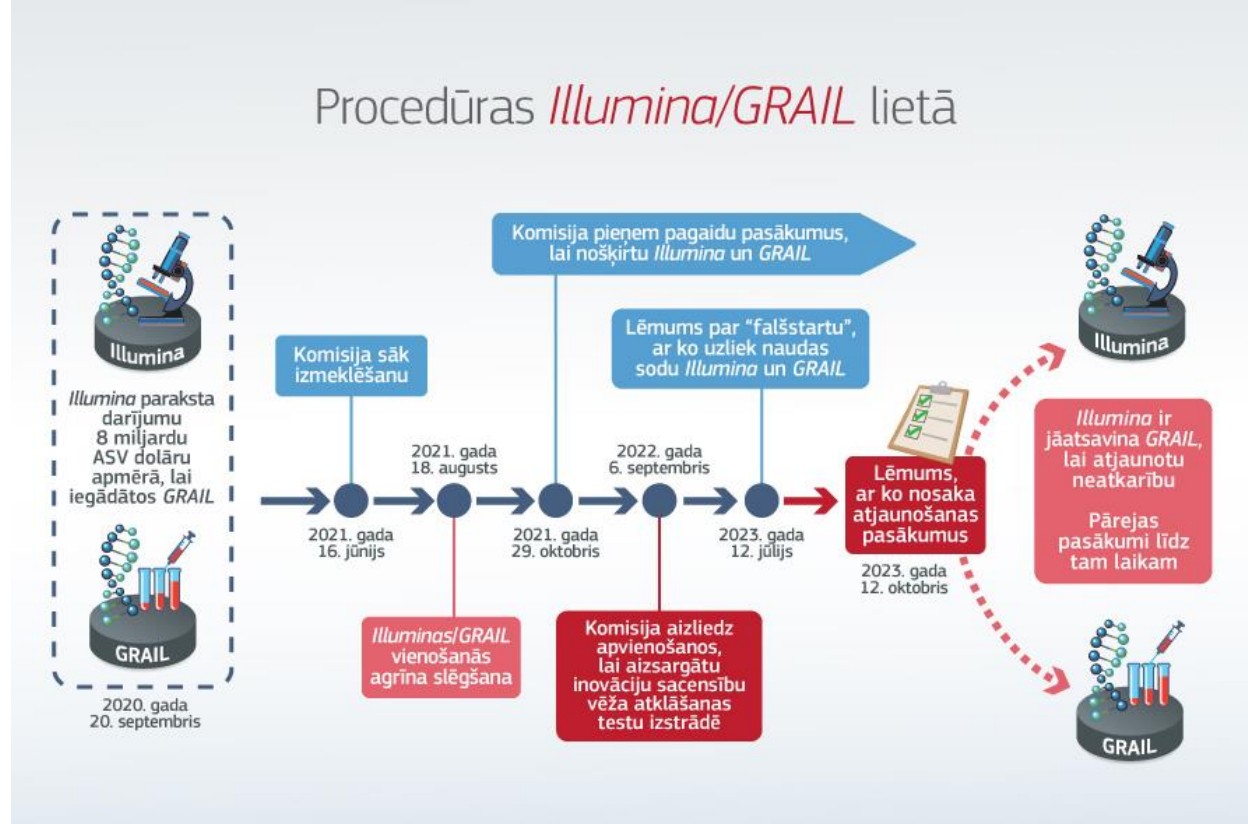 Procedūras Illumina/GRAIL lietā
Illumina
Illumina paraksta
darījumu
8 miljardu
ASV dolāru
apmērā, lai
iegādātos GRAIL
GRAIL
2020. gada
20. septembris
Komisija sāk
izmeklēšanu
2021. gada
16. jūnijs
2021. gada
18. augusts
Illuminas/GRAIL
vienošanās
agrīna slēgšana
Komisija pieņem pagaidu pasākumus,
lai nošķirtu Illumina un GRAIL
2021. gada
29. oktobris
2022. gada
6. septembris
Komisija aizliedz
apvienošanos,
lai aizsargātu
inovāciju sacensību
vēža atklāšanas
testu izstrādē
Lēmums par “falšstartu”,
ar ko uzliek naudas
sodu Illumina un GRAIL
2023. gada
12. jūlijs
Lēmums,
ar ko nosaka
atjaunošanas
pasākumus
2023. gada
12. oktobris
Illumina
Illumina ir
jāatsavina GRAIL,
lai atjaunotu
neatkarību
Pārejas
pasākumi līdz
tam laikam
GRAIL